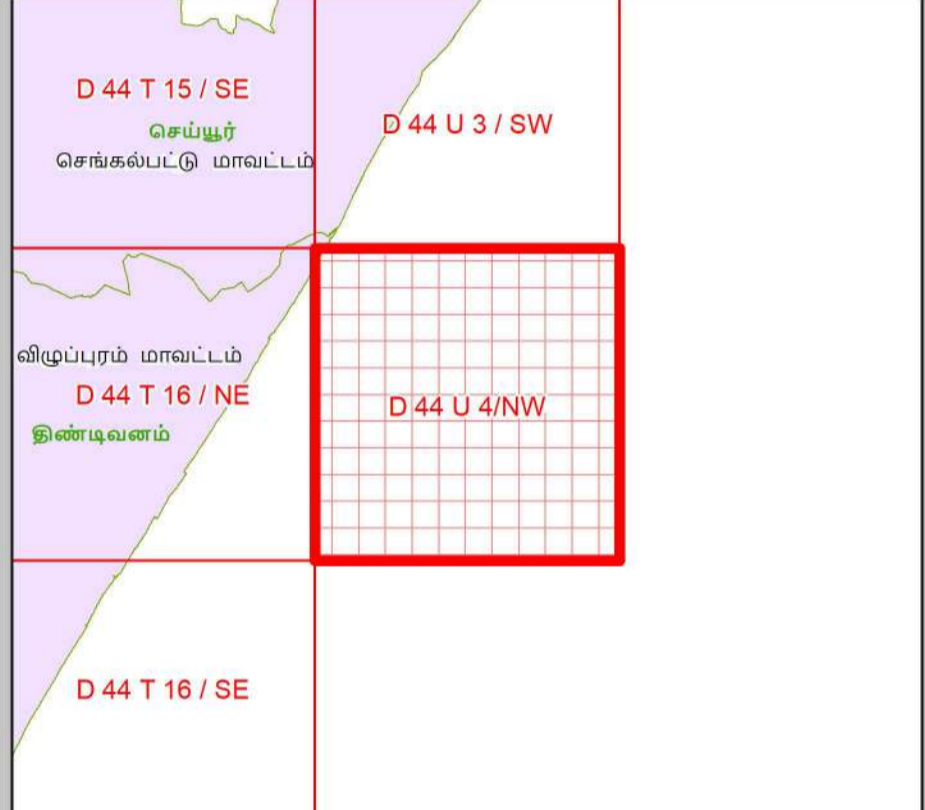 D 44 T 15 / SE
செய்யூர்
செங்கல்பட்டு மாவட்டம்
D 44 U 3 / SW
விழுப்புரம் மாவட்டம்
D 44 T 16 / NE
திண்டிவனம்
D 44 U 4/NW
D 44 T 16 / SE